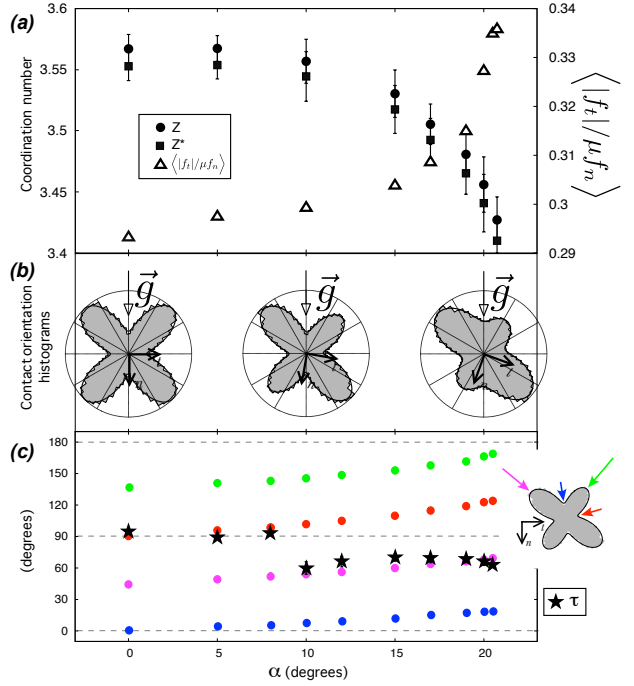 (a)
Coordination number
3.55
3.5
3.45
3.4
Z
Z*
⟨|f_t|/μf_n⟩
0.34
0.33
0.32
0.31
0.3
0.29
⟨|f_t|/μf_n⟩
(b)
Contact orientation
histograms
g
g
g
(c)
(degrees)
180
150
120
90
60
30
0
0
5
10
15
20
α (degrees)
t
n
τ